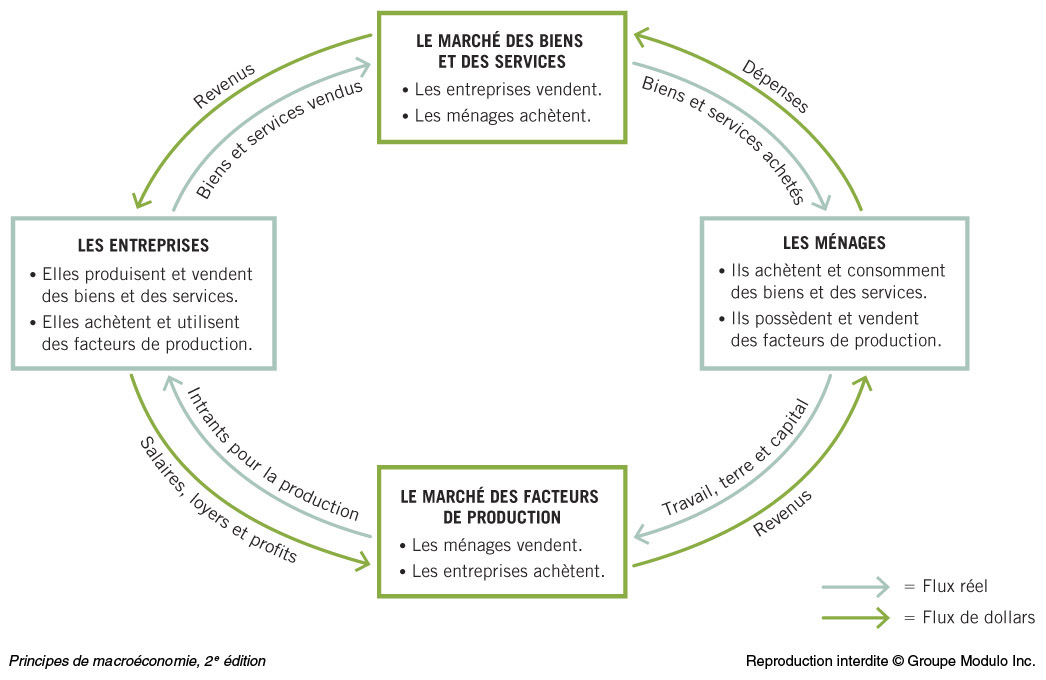 LE MARCHÉ DES BIENS
ET DES SERVICES
• Les entreprises vendent.
• Les ménages achètent.
Revenus
Biens et services vendus
Dépenses
Biens et services achetés
LES ENTREPRISES
• Elles produisent et vendent
des biens et des services.
• Elles achètent et utilisent
des facteurs de production.
LES MÉNAGES
• Ils achètent et consomment
des biens et des services.
• Ils possèdent et vendent
des facteurs de production.
Intrants pour la production
Salaires, loyers et profits
Travail, terre et capital
Revenus
LE MARCHÉ DES FACTEURS
DE PRODUCTION
• Les ménages vendent.
• Les entreprises achètent.
= Flux réel
= Flux de dollars
Principes de macroéconomie, 2e édition
Reproduction interdite © Groupe Modulo Inc.